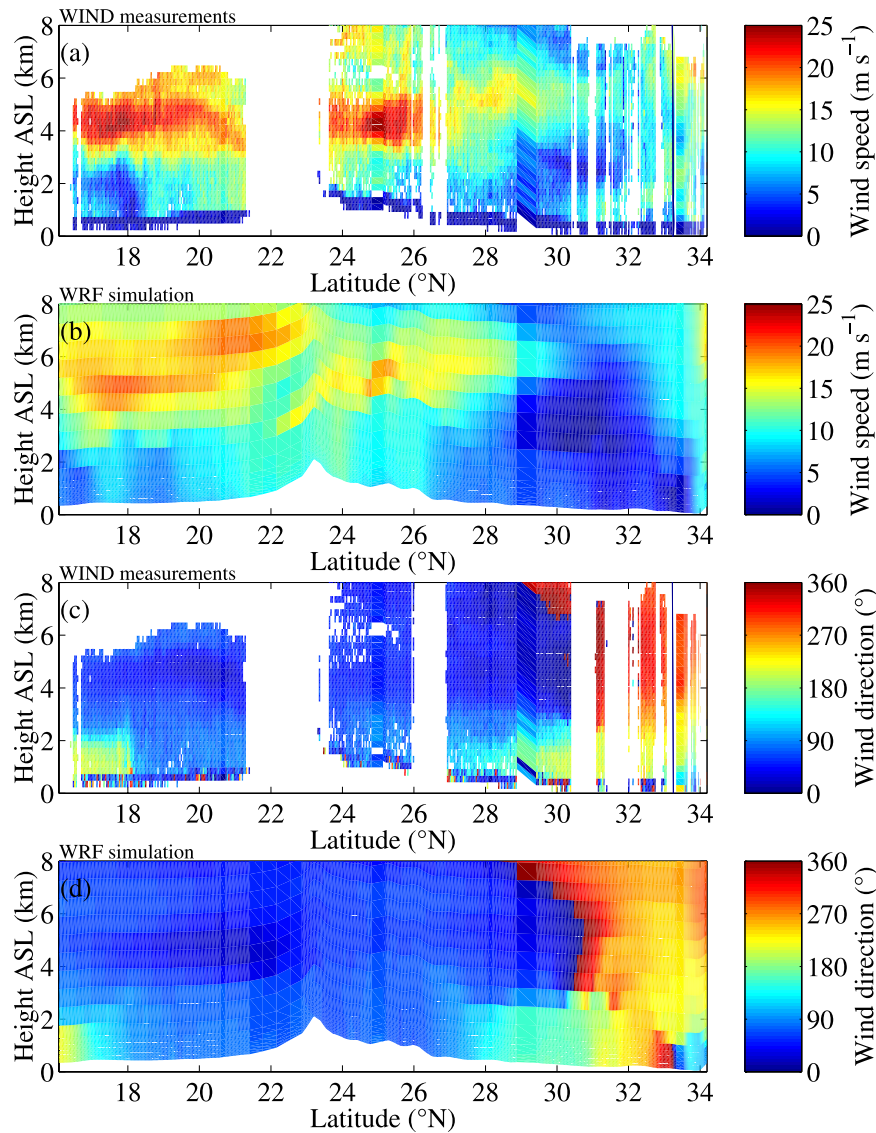 WIND measurements
(a)
Height ASL (km)
8
6
4
2
0
18 20 22 24 26 28 30 32 34
Latitude (°N)
25
20
15
10
5
0
Wind speed (m s⁻¹)
WRF simulation
(b)
Height ASL (km)
8
6
4
2
0
18 20 22 24 26 28 30 32 34
Latitude (°N)
25
20
15
10
5
0
Wind speed (m s⁻¹)
WIND measurements
(c)
Height ASL (km)
8
6
4
2
0
18 20 22 24 26 28 30 32 34
Latitude (°N)
360
270
180
90
0
Wind direction (°)
WRF simulation
(d)
Height ASL (km)
8
6
4
2
0
18 20 22 24 26 28 30 32 34
Latitude (°N)
360
270
180
90
0
Wind direction (°)